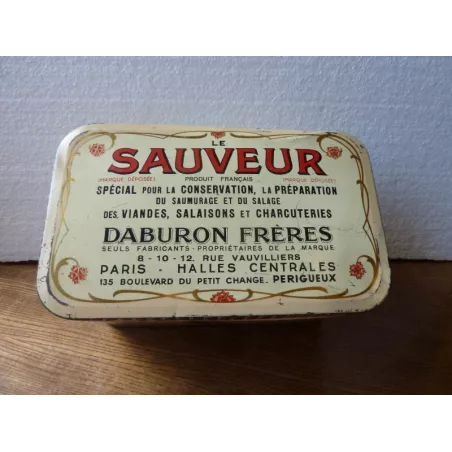 LE
SAUVEUR
(MARQUE DÉPOSÉE) PRODUIT FRANÇAIS (MARQUE DÉPOSÉE)
SPÉCIAL POUR LA CONSERVATION, LA PRÉPARATION
DU SAUMURAGE ET DU SALAGE
DES VIANDES, SALAISONS ET CHARCUTERIES
DABURON FRÈRES
SEULS FABRICANTS - PROPRIÉTAIRES DE LA MARQUE
8 - 10 - 12, RUE VAUVILLIERS
PARIS - HALLES CENTRALES
135 BOULEVARD DU PETIT CHANGE. PERIGUEUX